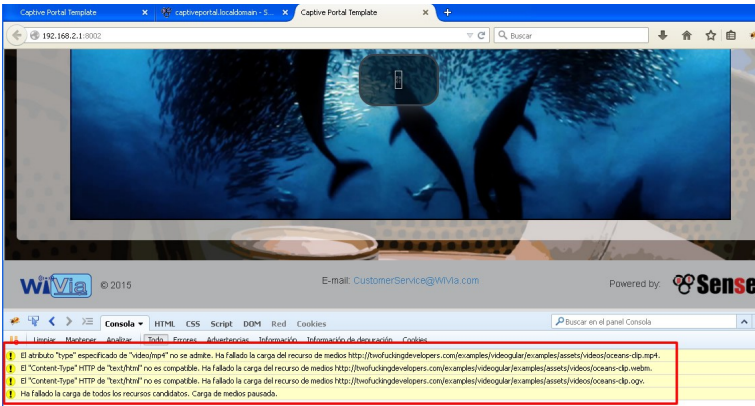 Captive Portal Template
captiveportal.localdomain - S...
Captive Portal Template
192.168.2.1:8002
Buscar
WiVia © 2015
E-mail: CustomerService@WiVia.com
Powered by: Sense
Consola HTML CSS Script DOM Red Cookies
Buscar en el panel Consola
Limpiar Mantener Analizar Todo Errores Advertencias Información Información de depuración Cookies
El atributo "type" especificado de "video/mp4" no se admite. Ha fallado la carga del recurso de medios http://twofuckingdevelopers.com/examples/videogular/examples/assets/videos/oceans-clip.mp4.
El "Content-Type" HTTP de "text/html" no es compatible. Ha fallado la carga del recurso de medios http://twofuckingdevelopers.com/examples/videogular/examples/assets/videos/oceans-clip.webm.
El "Content-Type" HTTP de "text/html" no es compatible. Ha fallado la carga del recurso de medios http://twofuckingdevelopers.com/examples/videogular/examples/assets/videos/oceans-clip.ogv.
Ha fallado la carga de todos los recursos candidatos. Carga de medios pausada.